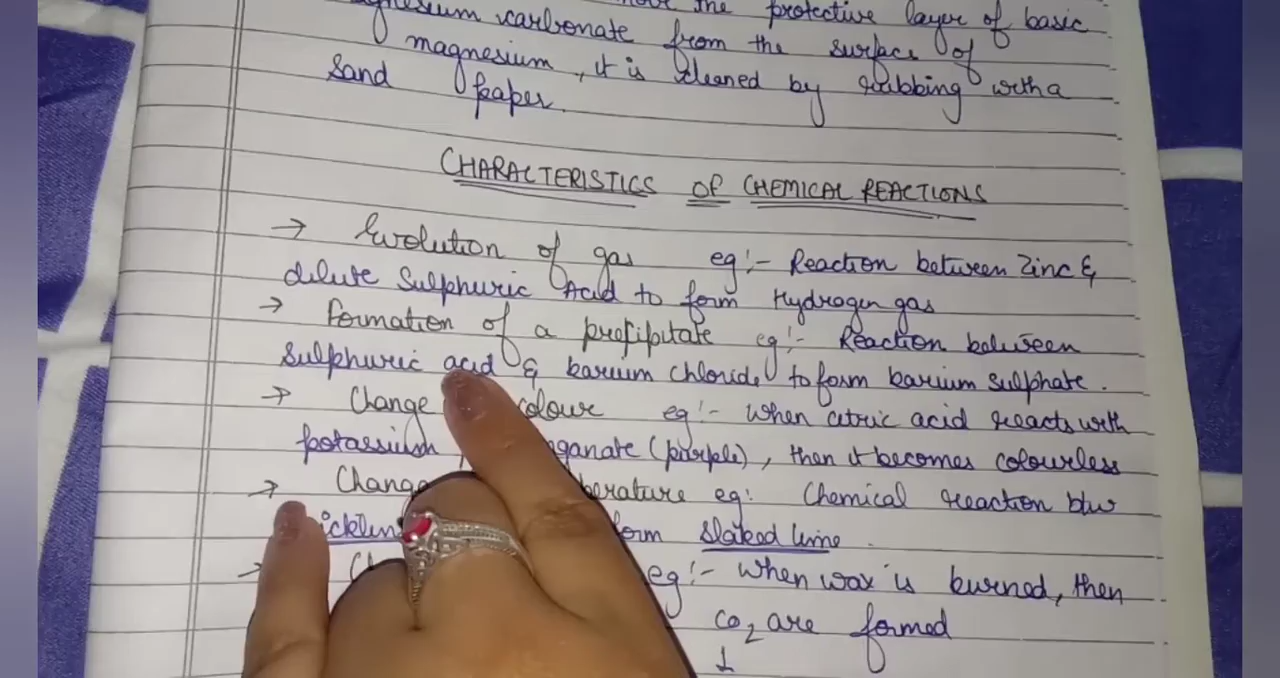 the protective layer of basic
carbonate from the surface of
magnesium, it is cleaned by rubbing with a
sand paper.
CHARACTERISTICS OF CHEMICAL REACTIONS
→ Evolution of gas eg:- Reaction between Zinc &
dilute Sulphuric Acid to form Hydrogen gas
→ Formation of a prefipitate eg:- Reaction between
Sulphuric acid & barium chloride to form barium sulphate.
→ Change colour eg:- When citric acid reacts with
potassium ganate (purple), then it becomes colourless
→ Chang perature eg:- Chemical reaction btw
form slaked lime.
→ eg:- When wax is burned, then
CO2 are formed
↓